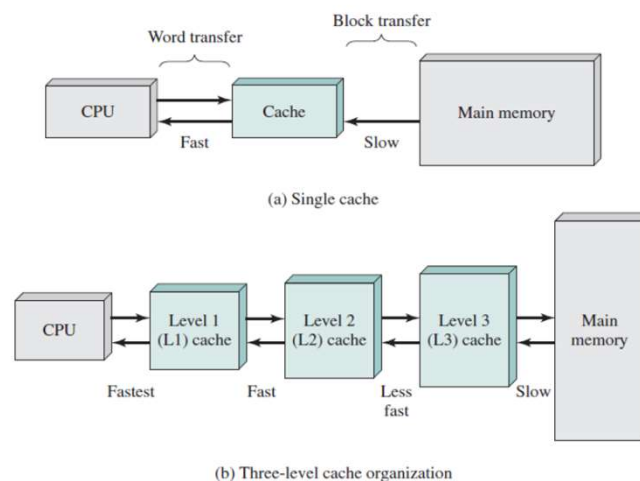 Block transfer
Word transfer
CPU
Cache
Main memory
Fast
Slow
(a) Single cache
CPU
Level 1
(L1) cache
Level 2
(L2) cache
Level 3
(L3) cache
Main
memory
Fastest
Fast
Less
fast
Slow
(b) Three-level cache organization